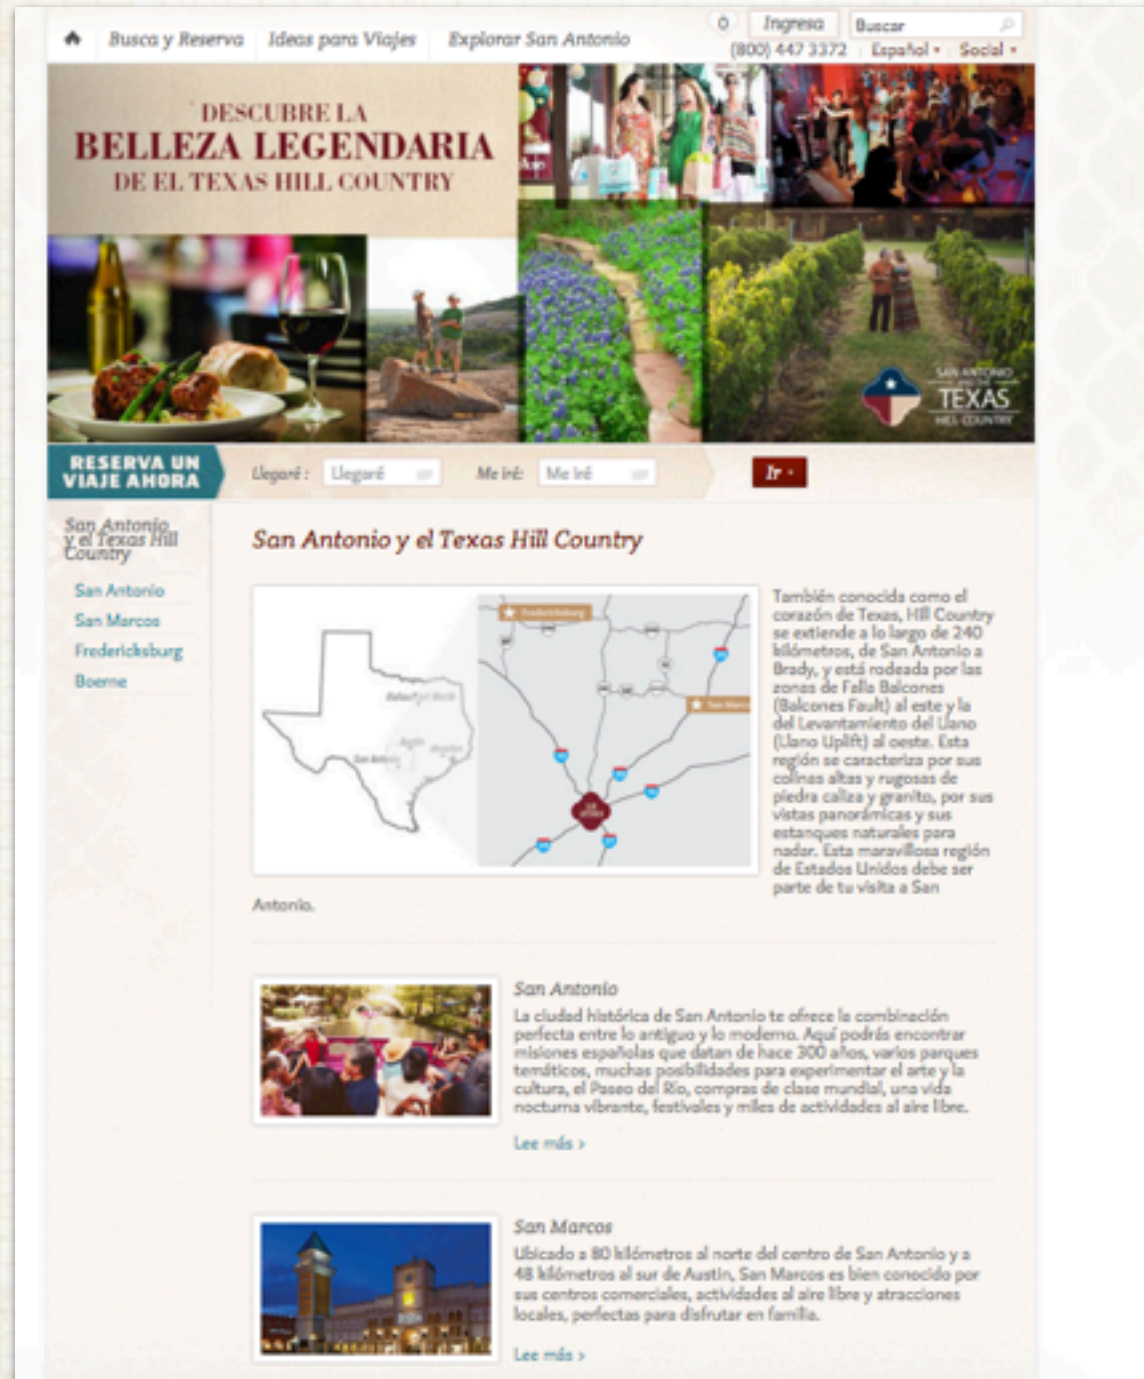 0 Ingresa Buscar
Busca y Reserva Ideas para Viajes Explorar San Antonio
(800) 447 3372 Español Social
DESCUBRE LA
BELLEZA LEGENDARIA
DE EL TEXAS HILL COUNTRY
SAN ANTONIO
TEXAS
HILL COUNTRY
RESERVA UN
VIAJE AHORA
Llegaré : Llegaré Me iré: Me iré Ir
San Antonio
y el Texas Hill
Country
San Antonio
San Marcos
Fredericksburg
Boerne
San Antonio y el Texas Hill Country
Fredericksburg
San Marco
Dallas/Fort Worth
Austin
Houston
San Antonio
También conocida como el
corazón de Texas, Hill Country
se extiende a lo largo de 240
kilómetros, de San Antonio a
Brady, y está rodeada por las
zonas de Falla Balcones
(Balcones Fault) al este y la
del Levantamiento del Llano
(Llano Uplift) al oeste. Esta
región se caracteriza por sus
colinas altas y rugosas de
piedra caliza y granito, por sus
vistas panorámicas y sus
estanques naturales para
nadar. Esta maravillosa región
de Estados Unidos debe ser
parte de tu visita a San
Antonio.
San Antonio
La ciudad histórica de San Antonio te ofrece la combinación
perfecta entre lo antiguo y lo moderno. Aquí podrás encontrar
misiones españolas que datan de hace 300 años, varios parques
temáticos, muchas posibilidades para experimentar el arte y la
cultura, el Paseo del Río, compras de clase mundial, una vida
nocturna vibrante, festivales y miles de actividades al aire libre.
Lee más >
San Marcos
Ubicado a 80 kilómetros al norte del centro de San Antonio y a
48 kilómetros al sur de Austin, San Marcos es bien conocido por
sus centros comerciales, actividades al aire libre y atracciones
locales, perfectas para disfrutar en familia.
Lee más >